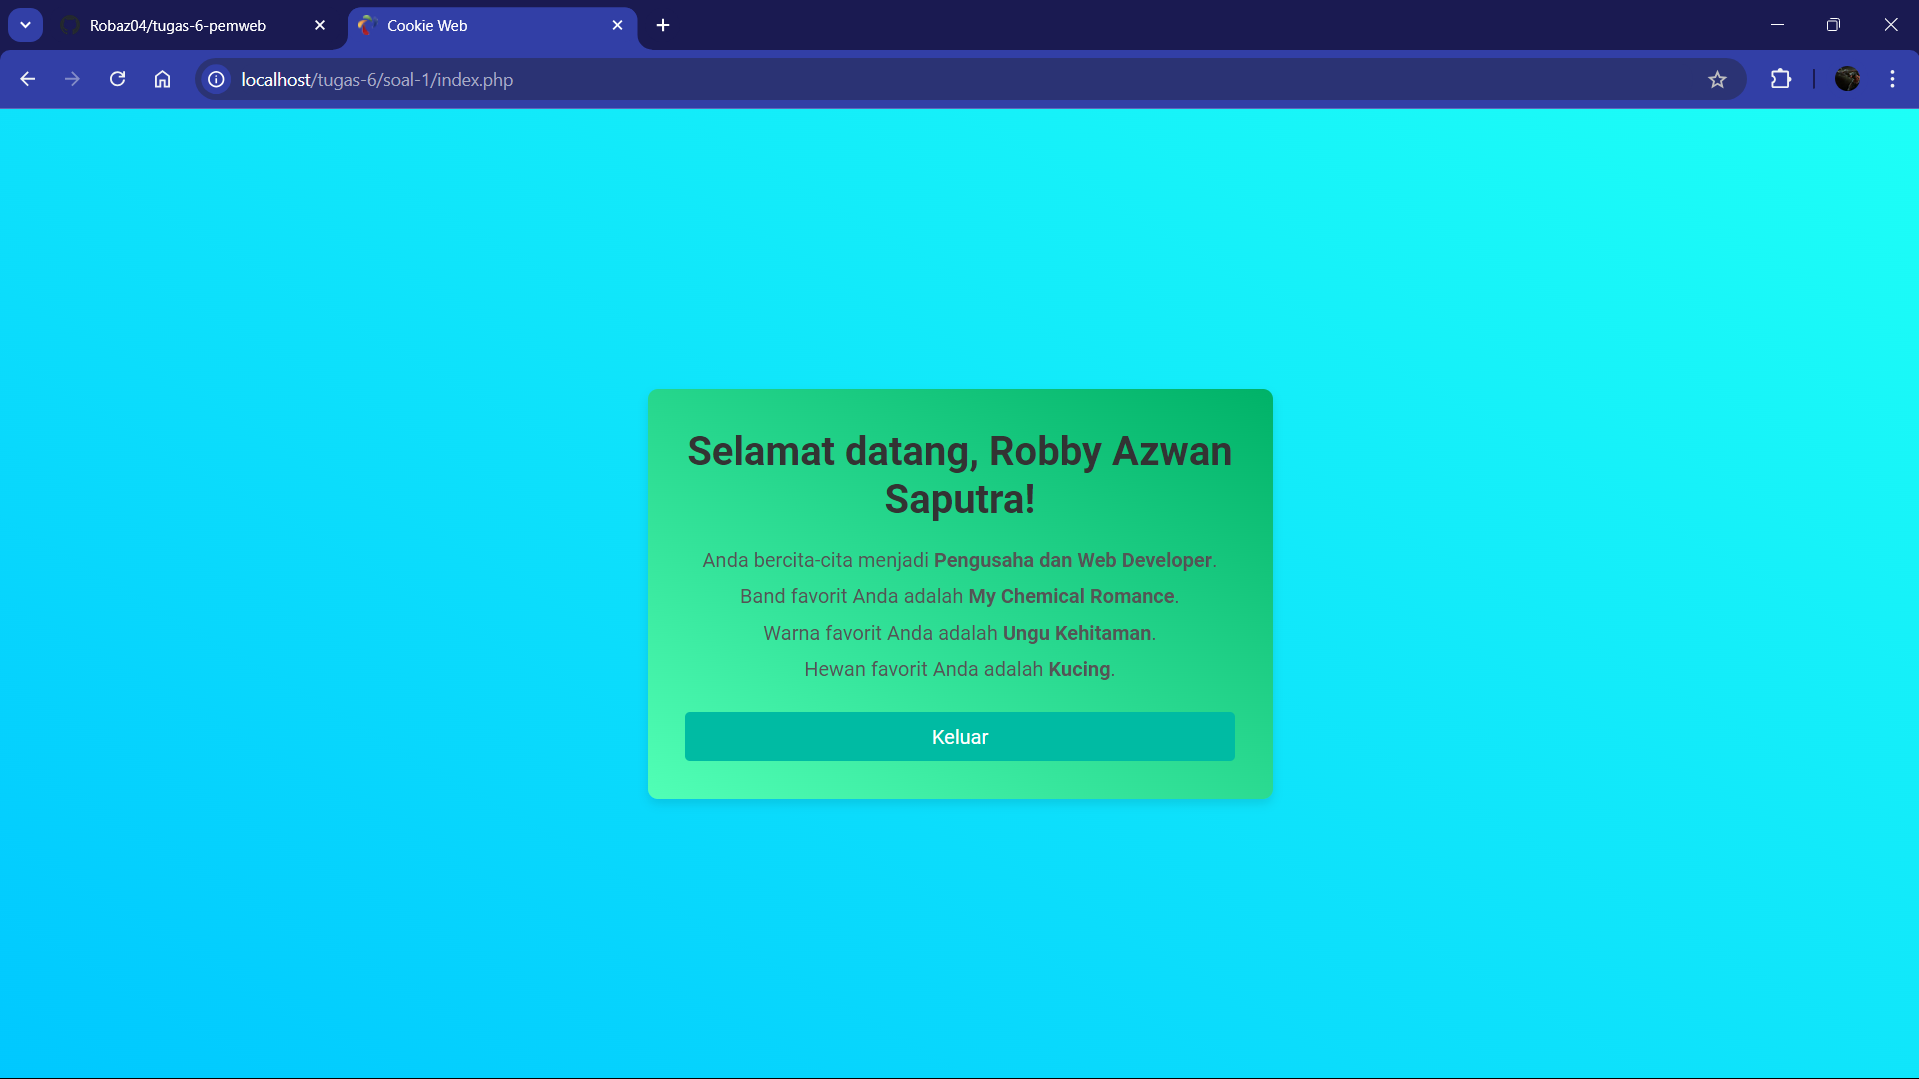 Robaz04/tugas-6-pemweb
Cookie Web
localhost/tugas-6/soal-1/index.php
Selamat datang, Robby Azwan
Saputra!
Anda bercita-cita menjadi Pengusaha dan Web Developer.
Band favorit Anda adalah My Chemical Romance.
Warna favorit Anda adalah Ungu Kehitaman.
Hewan favorit Anda adalah Kucing.
Keluar